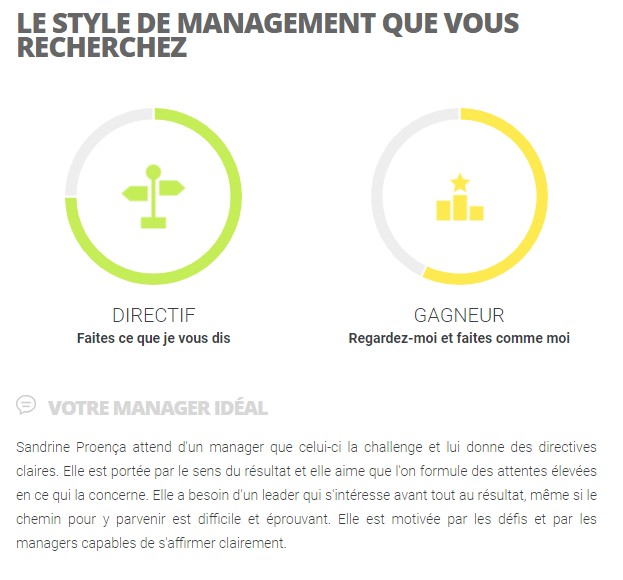 LE STYLE DE MANAGEMENT QUE VOUS
RECHERCHEZ
DIRECTIF
Faites ce que je vous dis
GAGNEUR
Regardez-moi et faites comme moi
VOTRE MANAGER IDÉAL
Sandrine Proença attend d'un manager que celui-ci la challenge et lui donne des directives
claires. Elle est portée par le sens du résultat et elle aime que l'on formule des attentes élevées
en ce qui la concerne. Elle a besoin d'un leader qui s'intéresse avant tout au résultat, même si le
chemin pour y parvenir est difficile et éprouvant. Elle est motivée par les défis et par les
managers capables de s'affirmer clairement.